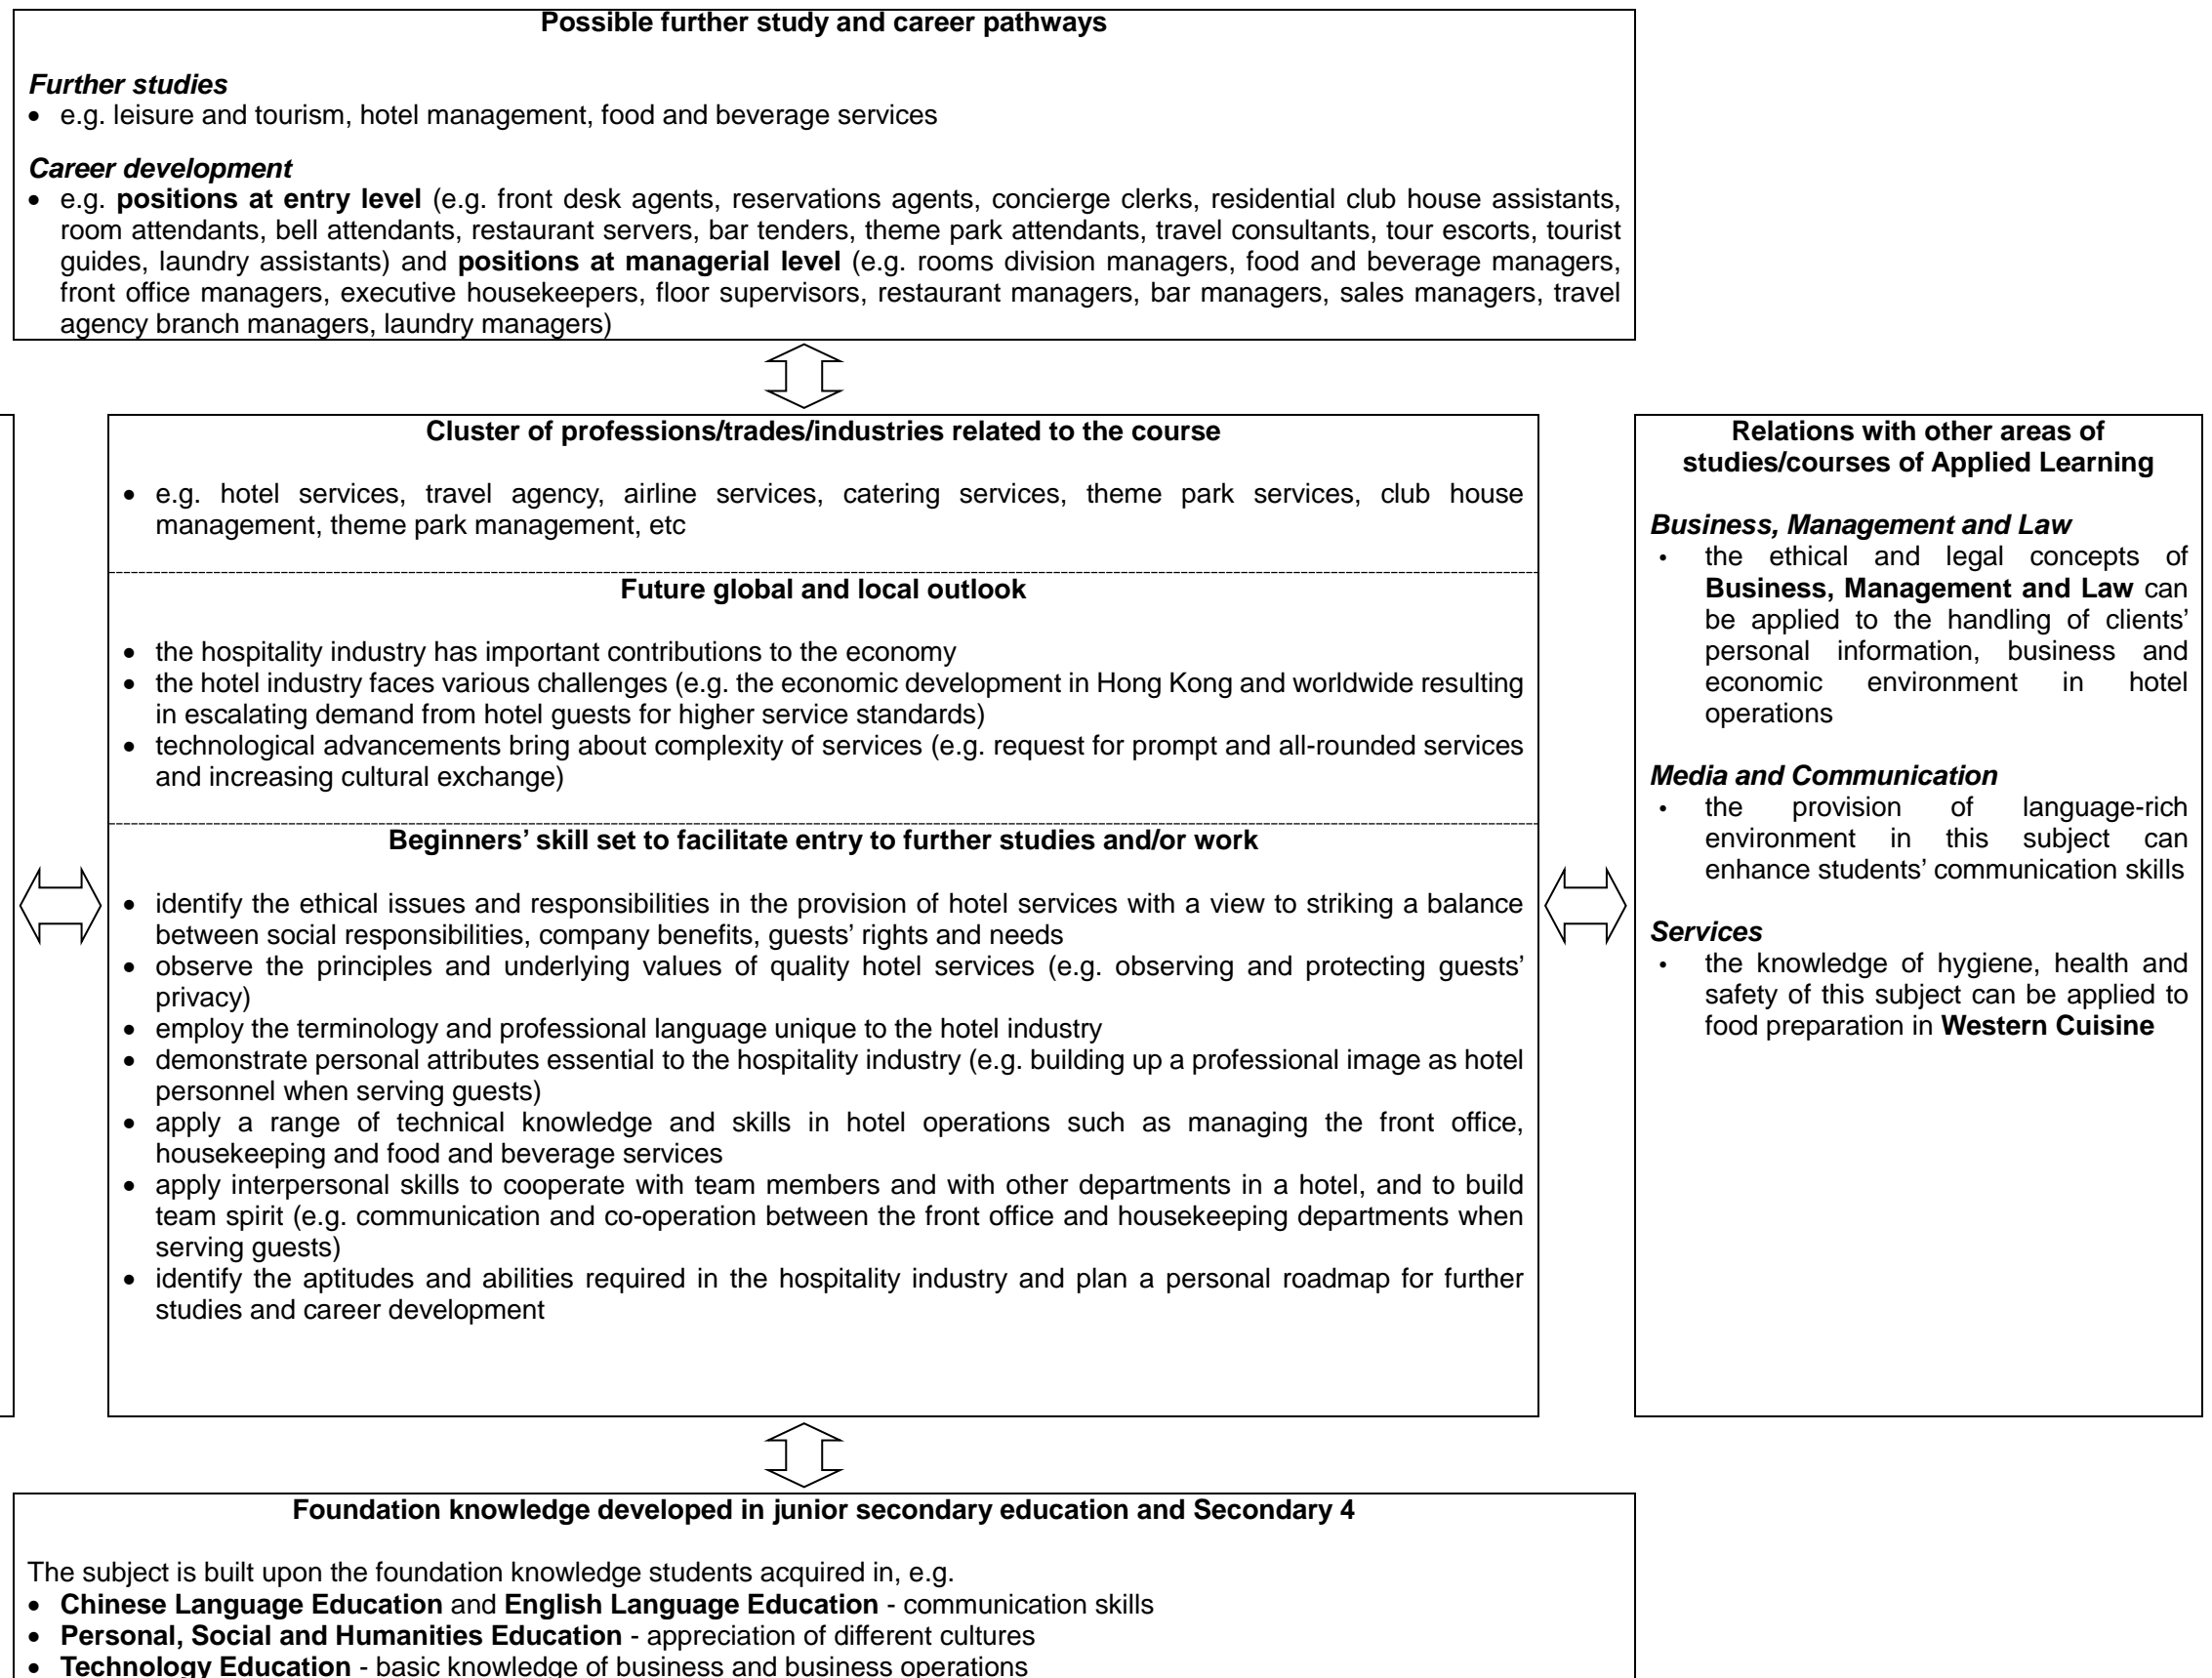 Possible further study and career pathways
Further studies
• e.g. leisure and tourism, hotel management, food and beverage services
Career development
• e.g. positions at entry level (e.g. front desk agents, reservations agents, concierge clerks, residential club house assistants,
room attendants, bell attendants, restaurant servers, bar tenders, theme park attendants, travel consultants, tour escorts, tourist
guides, laundry assistants) and positions at managerial level (e.g. rooms division managers, food and beverage managers,
front office managers, executive housekeepers, floor supervisors, restaurant managers, bar managers, sales managers, travel
agency branch managers, laundry managers)
Cluster of professions/trades/industries related to the course
• e.g. hotel services, travel agency, airline services, catering services, theme park services, club house
management, theme park management, etc
Future global and local outlook
• the hospitality industry has important contributions to the economy
• the hotel industry faces various challenges (e.g. the economic development in Hong Kong and worldwide resulting
in escalating demand from hotel guests for higher service standards)
• technological advancements bring about complexity of services (e.g. request for prompt and all-rounded services
and increasing cultural exchange)
Beginners’ skill set to facilitate entry to further studies and/or work
• identify the ethical issues and responsibilities in the provision of hotel services with a view to striking a balance
between social responsibilities, company benefits, guests’ rights and needs
• observe the principles and underlying values of quality hotel services (e.g. observing and protecting guests’
privacy)
• employ the terminology and professional language unique to the hotel industry
• demonstrate personal attributes essential to the hospitality industry (e.g. building up a professional image as hotel
personnel when serving guests)
• apply a range of technical knowledge and skills in hotel operations such as managing the front office,
housekeeping and food and beverage services
• apply interpersonal skills to cooperate with team members and with other departments in a hotel, and to build
team spirit (e.g. communication and co-operation between the front office and housekeeping departments when
serving guests)
• identify the aptitudes and abilities required in the hospitality industry and plan a personal roadmap for further
studies and career development
Relations with other areas of
studies/courses of Applied Learning
Business, Management and Law
• the ethical and legal concepts of
Business, Management and Law can
be applied to the handling of clients’
personal information, business and
economic environment in hotel
operations
Media and Communication
• the provision of language-rich
environment in this subject can
enhance students’ communication skills
Services
• the knowledge of hygiene, health and
safety of this subject can be applied to
food preparation in Western Cuisine
Foundation knowledge developed in junior secondary education and Secondary 4
The subject is built upon the foundation knowledge students acquired in, e.g.
• Chinese Language Education and English Language Education - communication skills
• Personal, Social and Humanities Education - appreciation of different cultures
• Technology Education - basic knowledge of business and business operations